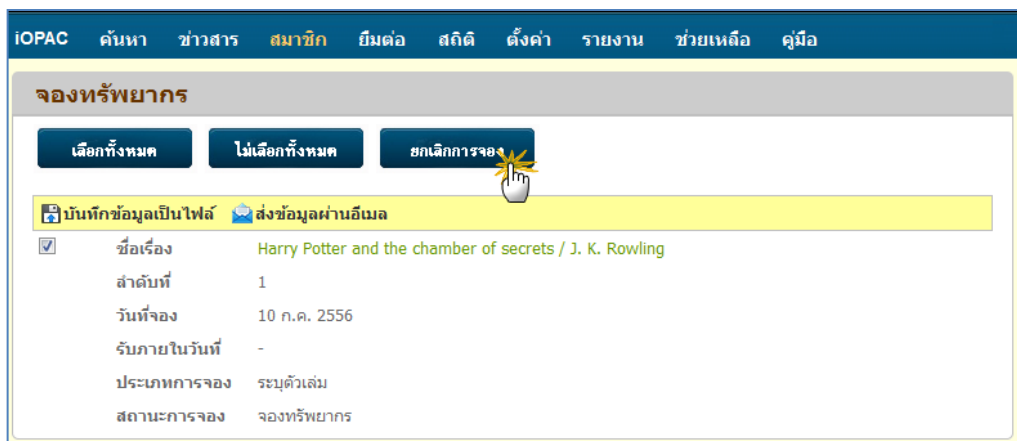 iOPAC ค้นหา ข่าวสาร สมาชิก ยืมต่อ สถิติ ตั้งค่า รายงาน ช่วยเหลือ คู่มือ
จองทรัพยากร
เลือกทั้งหมด ไม่เลือกทั้งหมด ยกเลิกการจอง
บันทึกข้อมูลเป็นไฟล์ ส่งข้อมูลผ่านอีเมล
ชื่อเรื่อง Harry Potter and the chamber of secrets / J. K. Rowling
ลำดับที่ 1
วันที่จอง 10 ก.ค. 2556
รับภายในวันที่ -
ประเภทการจอง ระบุตัวเล่ม
สถานะการจอง จองทรัพยากร